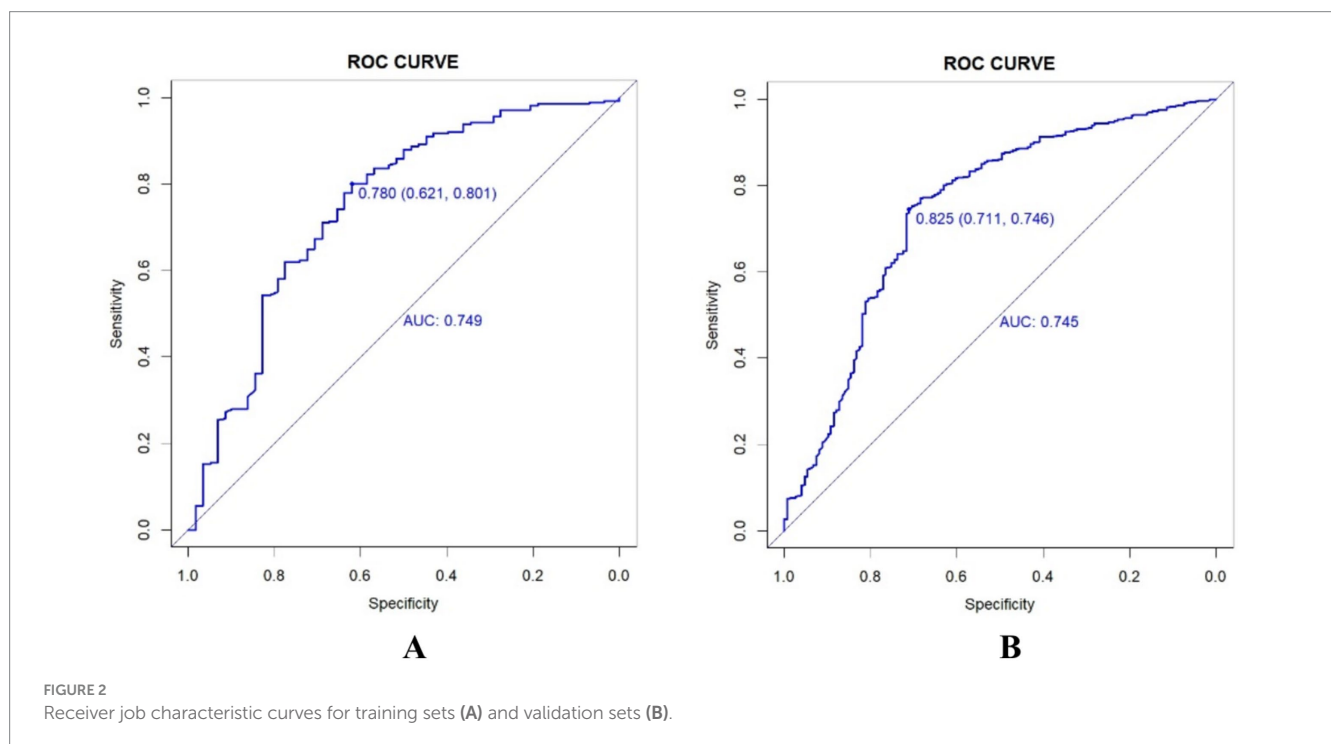 ROC CURVE
1.0
0.8
0.6
0.4
0.2
0.0
Sensitivity
0.780 (0.621, 0.801)
AUC: 0.749
1.0 0.8 0.6 0.4 0.2 0.0
Specificity
A
ROC CURVE
1.0
0.8
0.6
0.4
0.2
0.0
Sensitivity
0.825 (0.711, 0.746)
AUC: 0.745
1.0 0.8 0.6 0.4 0.2 0.0
Specificity
B
FIGURE 2
Receiver job characteristic curves for training sets (A) and validation sets (B).